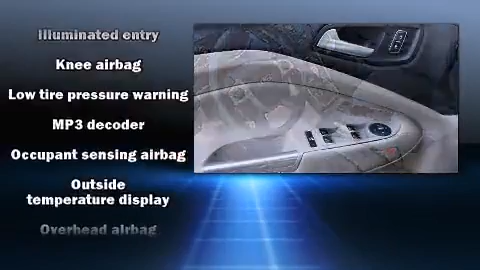 Illuminated entry
Knee airbag
Low tire pressure warning
MP3 decoder
Occupant sensing airbag
Outside
temperature display
Overhead airbag